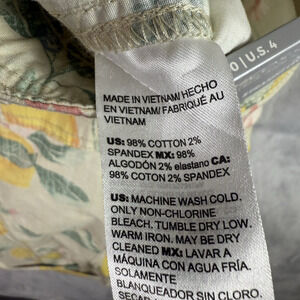 O | U.S. 4
MADE IN VIETNAM/ HECHO
EN VIETNAM/ FABRIQUÉ AU
VIETNAM
US: 98% COTTON 2%
SPANDEX MX: 98%
ALGODÓN 2% elastano CA:
98% COTON 2% SPANDEX
US: MACHINE WASH COLD.
ONLY NON-CHLORINE
BLEACH. TUMBLE DRY LOW.
WARM IRON. MAY BE DRY
CLEANED MX: LAVAR A
MÁQUINA CON AGUA FRÍA.
SOLAMENTE
BLANQUEADOR SIN CLORO.